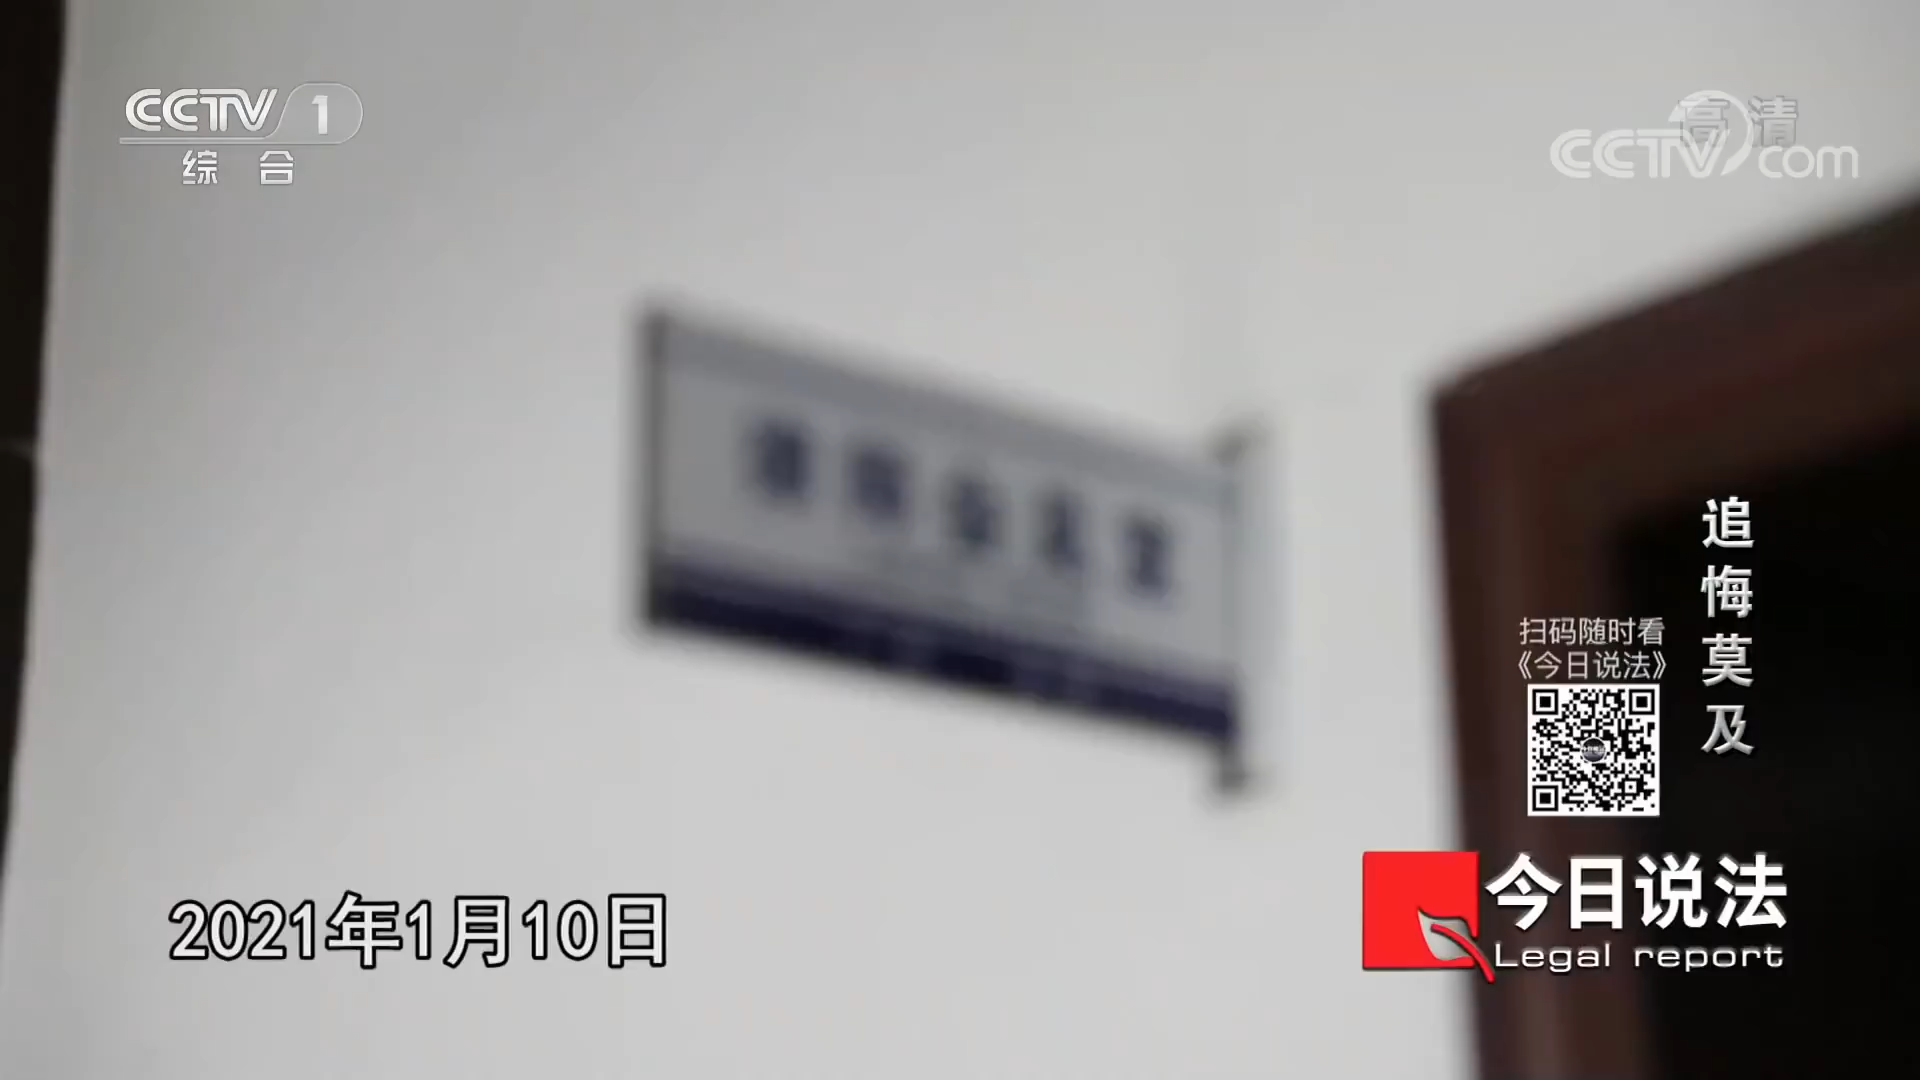 CCTV 1
综合
高清
CCTV com
追悔莫及
扫码随时看
《今日说法》
2021年1月10日
今日说法
Legal report